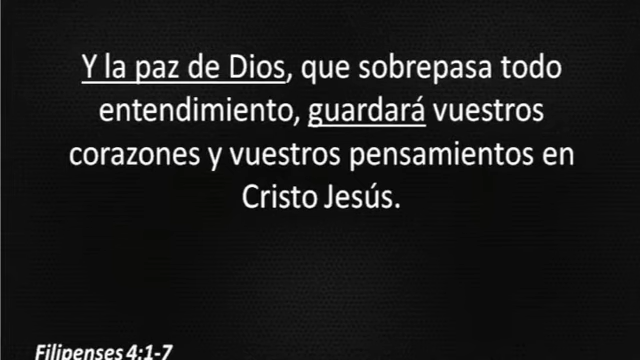 Y la paz de Dios, que sobrepasa todo
entendimiento, guardará vuestros
corazones y vuestros pensamientos en
Cristo Jesús.
Filipenses 4:1-7